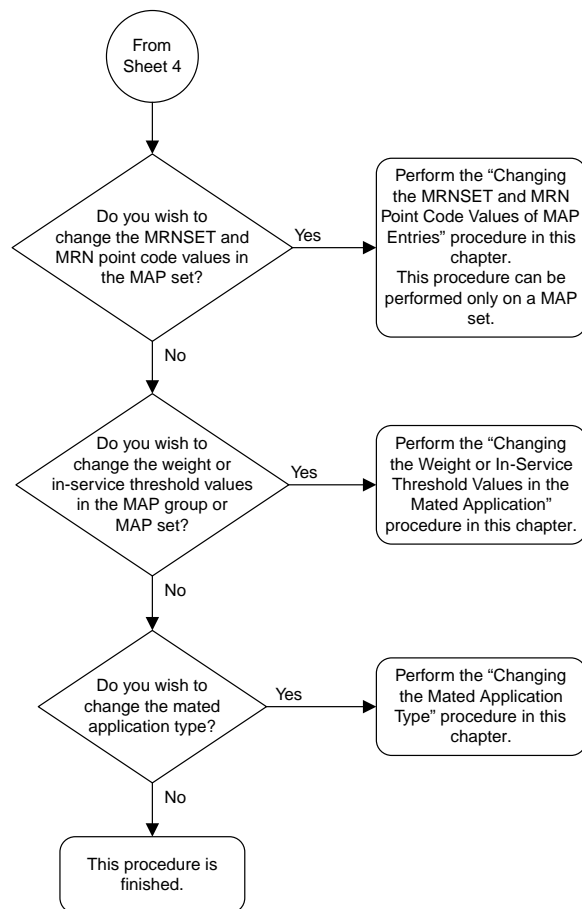 From
Sheet 4
Do you wish to
change the MRNSET and
MRN point code values in
the MAP set?
Yes
Perform the “Changing
the MRNSET and MRN
Point Code Values of MAP
Entries” procedure in this
chapter.
This procedure can be
performed only on a MAP
set.
No
Do you wish to
change the weight or
in-service threshold values
in the MAP group or
MAP set?
Yes
Perform the “Changing
the Weight or In-Service
Threshold Values in the
Mated Application”
procedure in this chapter.
No
Do you wish to
change the mated
application type?
Yes
Perform the “Changing
the Mated Application
Type” procedure in this
chapter.
No
This procedure is
finished.